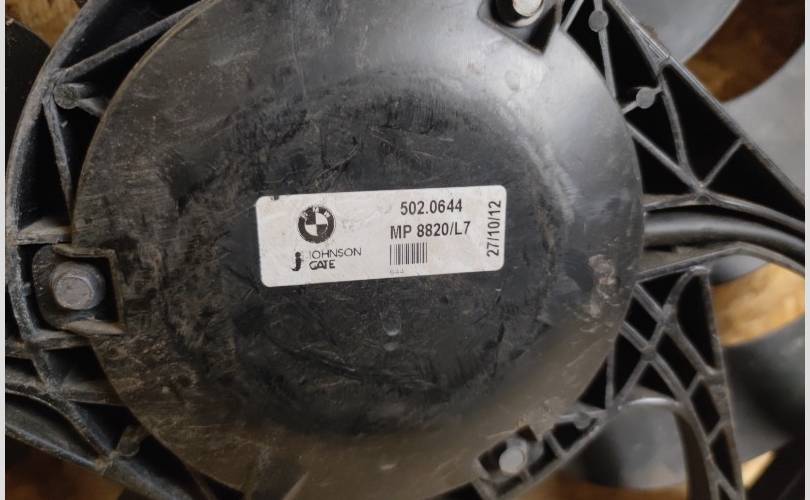 502.0644
MP 8820/L7
27/10/12
JOHNSON
GATE